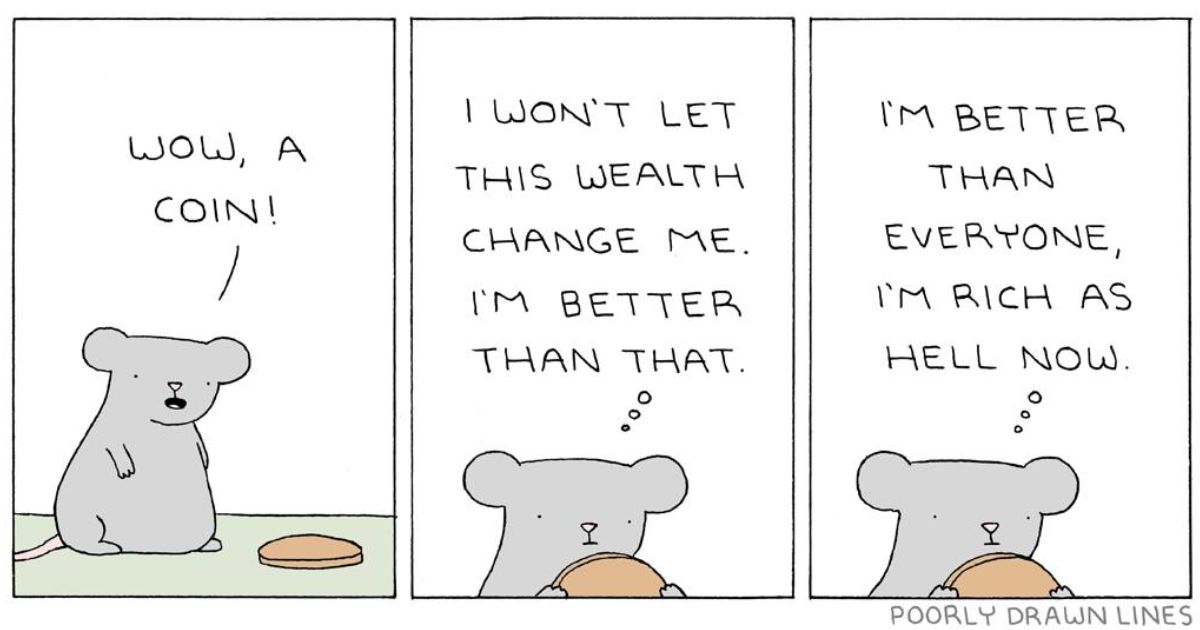 WOW, A
COIN!
I WON'T LET
THIS WEALTH
CHANGE ME.
I'M BETTER
THAN THAT.
I'M BETTER
THAN
EVERYONE,
I'M RICH AS
HELL NOW.
POORLY DRAWN LINES